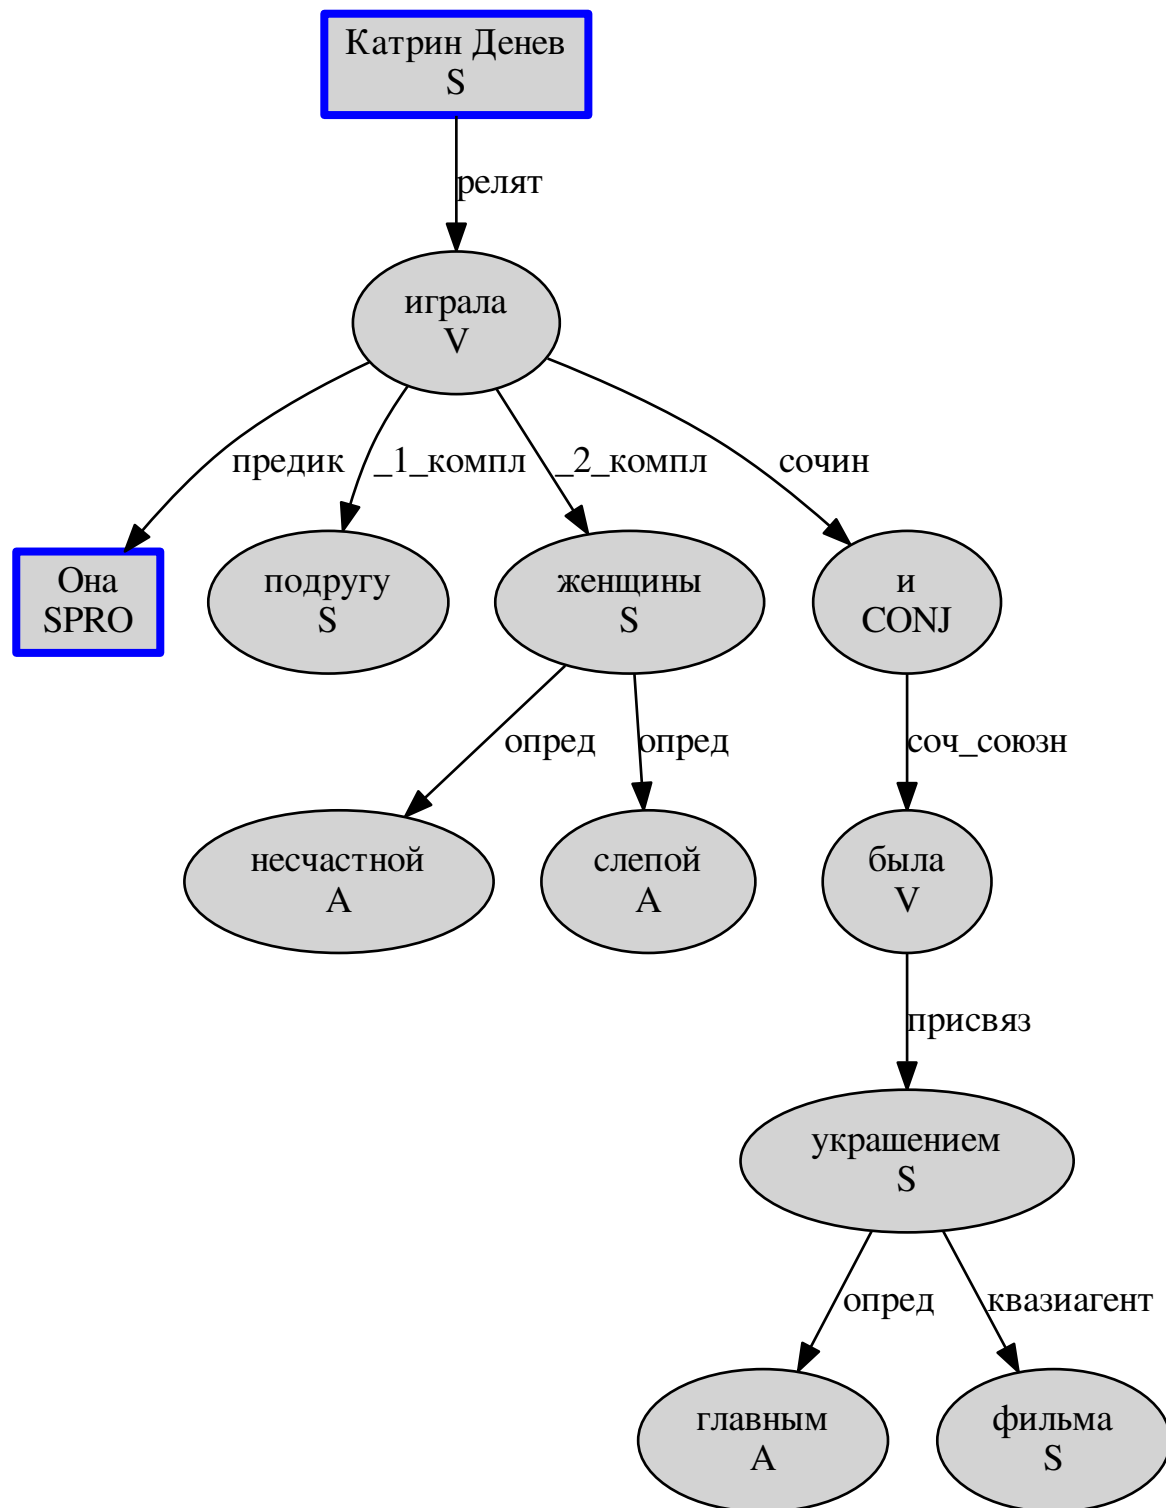 Катрин Денев
S
релят
играла
V
предик
_1_компл
_2_компл
сочин
Она
SPRO
подругу
S
женщины
S
и
CONJ
опред
опред
соч_союзн
несчастной
A
слепой
A
была
V
присвяз
украшением
S
опред
квазиагент
главным
A
фильма
S